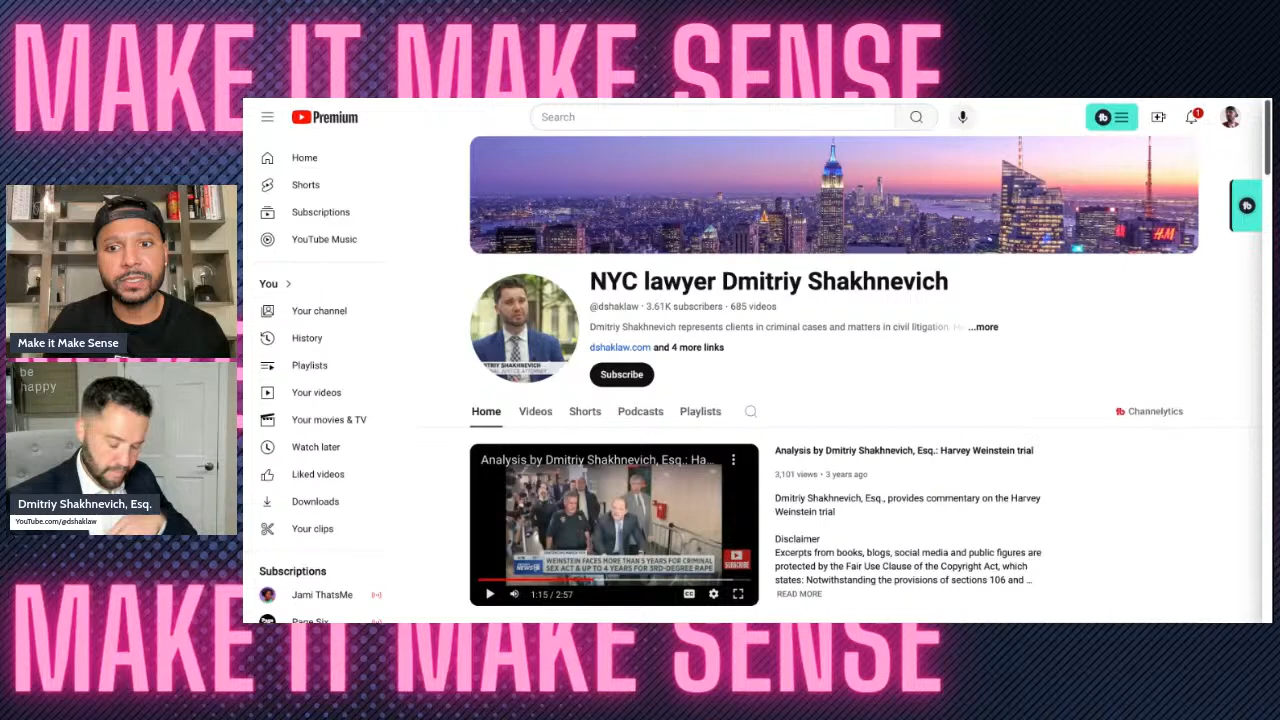 MAKE IT MAKE SENSE
Premium
Search
1
Home
Shorts
Subscriptions
YouTube Music
You
Your channel
History
Playlists
Your videos
Your movies & TV
Watch later
Liked videos
Downloads
Your clips
Subscriptions
Jami ThatsMe
Page Six
H&M
NYC lawyer Dmitriy Shakhnevich
@dshaklaw · 3.61K subscribers · 685 videos
Dmitriy Shakhnevich represents clients in criminal cases and matters in civil litigation. ...more
dshaklaw.com and 4 more links
Subscribe
Home Videos Shorts Podcasts Playlists
Channelytics
Analysis by Dmitriy Shakhnevich, Esq.: Ha...
WEINSTEIN FACES MORE THAN 5 YEARS FOR CRIMINAL
SEX ACT & UP TO 4 YEARS FOR 3RD-DEGREE RAPE
SUBSCRIBE
1:15 / 2:57
Analysis by Dmitriy Shakhnevich, Esq.: Harvey Weinstein trial
3,101 views • 3 years ago
Dmitriy Shakhnevich, Esq., provides commentary on the Harvey
Weinstein trial
Disclaimer
Excerpts from books, blogs, social media and public figures are
protected by the Fair Use Clause of the Copyright Act, which
states: Notwithstanding the provisions of sections 106 and ...
READ MORE
Make it Make Sense
be
happy
Dmitriy Shakhnevich, Esq.
YouTube.com/@dshaklaw
MAKE IT MAKE SENSE